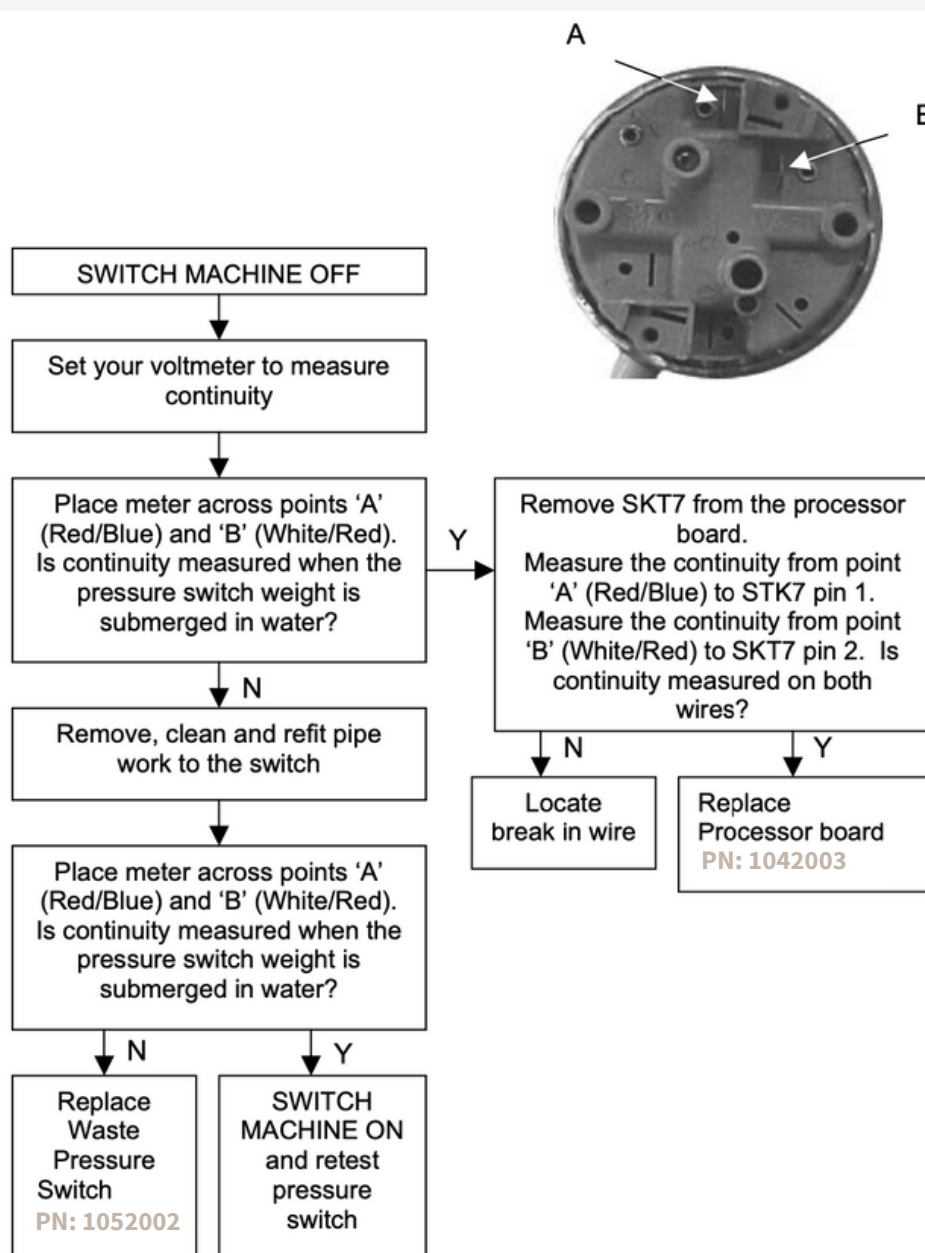 A
B
SWITCH MACHINE OFF
Set your voltmeter to measure
continuity
Place meter across points ‘A’
(Red/Blue) and ‘B’ (White/Red).
Is continuity measured when the
pressure switch weight is
submerged in water?
Y
Remove SKT7 from the processor
board.
Measure the continuity from point
‘A’ (Red/Blue) to STK7 pin 1.
Measure the continuity from point
‘B’ (White/Red) to SKT7 pin 2. Is
continuity measured on both
wires?
N
Remove, clean and refit pipe
work to the switch
N
Y
Locate
break in wire
Replace
Processor board
PN: 1042003
Place meter across points ‘A’
(Red/Blue) and ‘B’ (White/Red).
Is continuity measured when the
pressure switch weight is
submerged in water?
N
Y
Replace
Waste
Pressure
Switch
PN: 1052002
SWITCH
MACHINE ON
and retest
pressure
switch